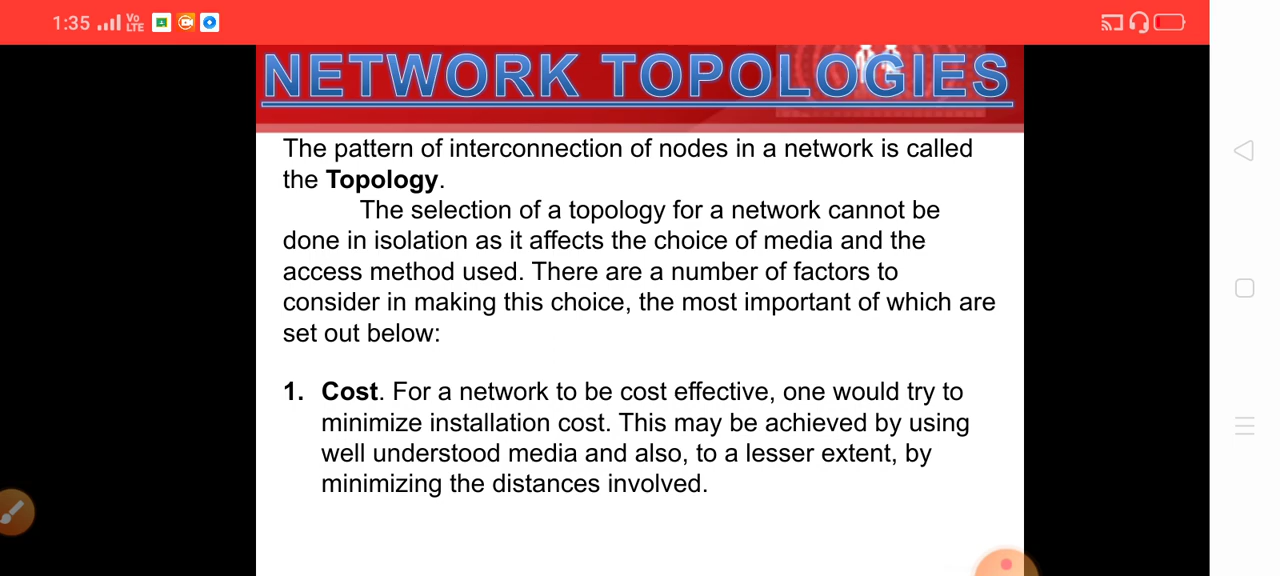 1:35 Vo LTE
NETWORK TOPOLOGIES
The pattern of interconnection of nodes in a network is called
the Topology.
The selection of a topology for a network cannot be
done in isolation as it affects the choice of media and the
access method used. There are a number of factors to
consider in making this choice, the most important of which are
set out below:
1. Cost. For a network to be cost effective, one would try to
minimize installation cost. This may be achieved by using
well understood media and also, to a lesser extent, by
minimizing the distances involved.